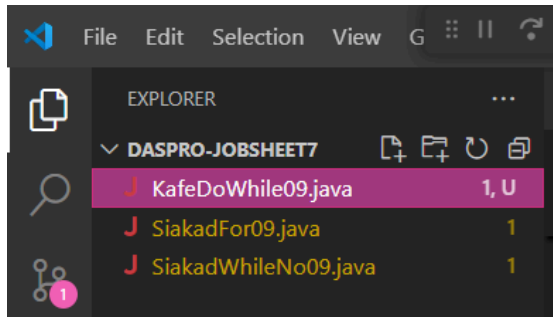 File Edit Selection View G
EXPLORER ...
DASPRO-JOBSHEET7
J KafeDoWhile09.java 1, U
J SiakadFor09.java 1
J SiakadWhileNo09.java 1
1